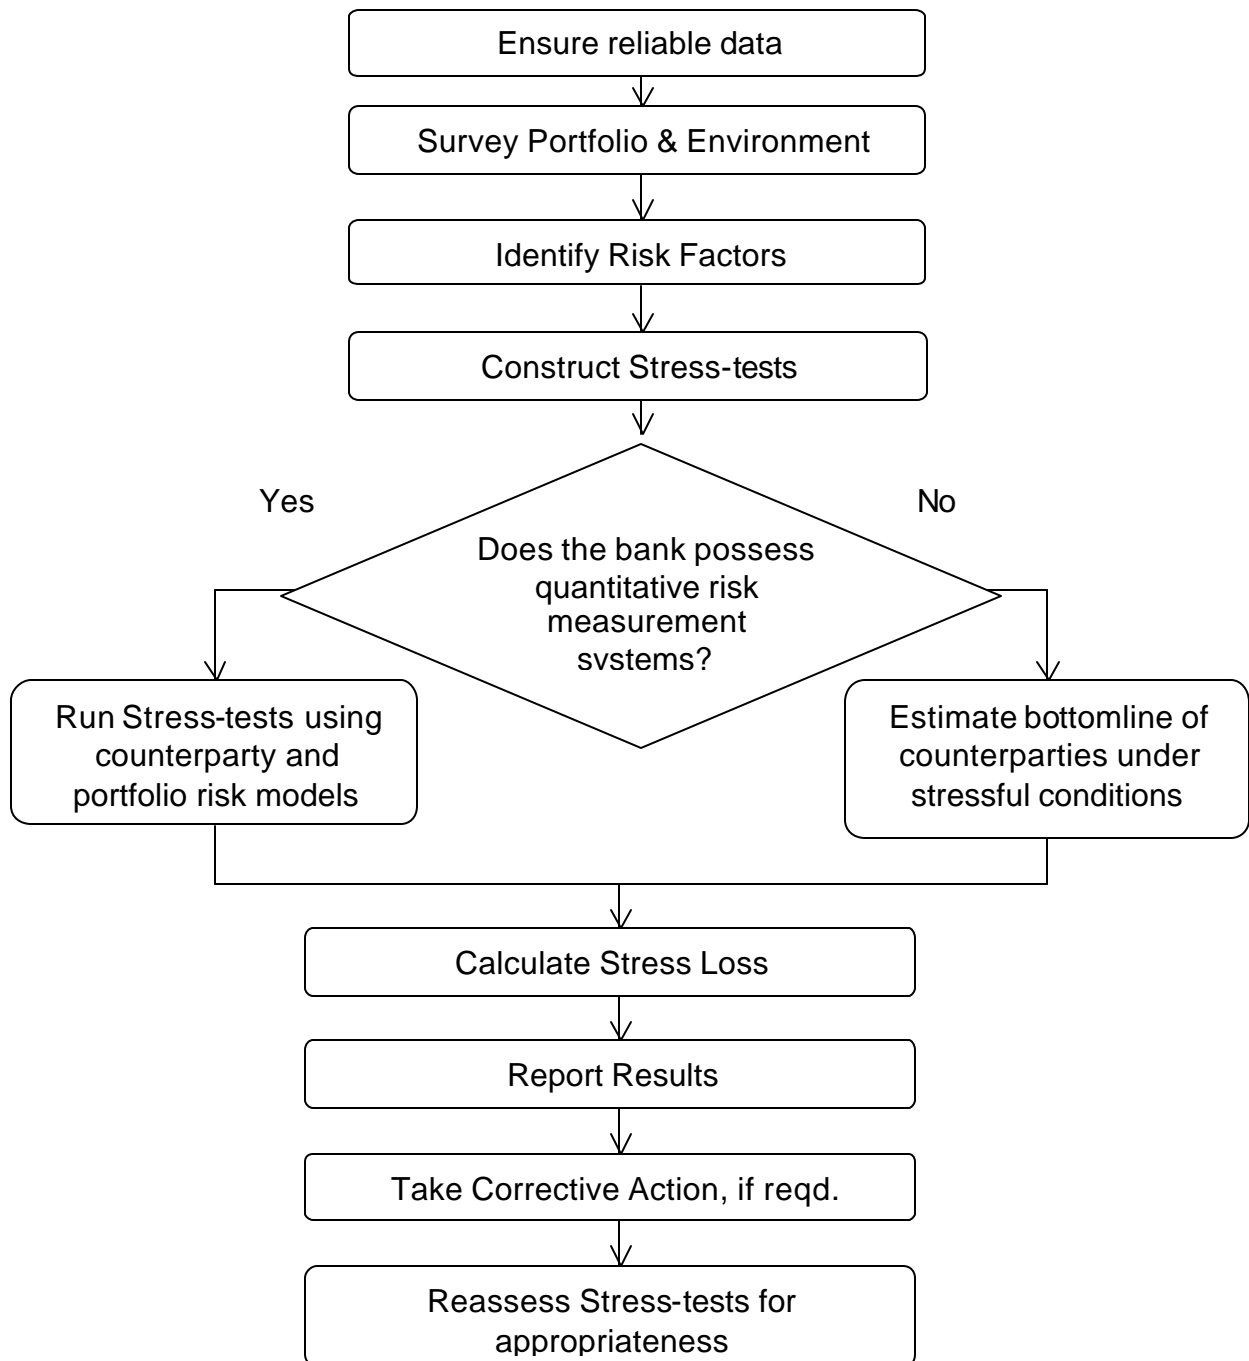 Ensure reliable data
Survey Portfolio & Environment
Identify Risk Factors
Construct Stress-tests
Yes
No
Does the bank possess
quantitative risk
measurement
systems?
Run Stress-tests using
counterparty and
portfolio risk models
Estimate bottomline of
counterparties under
stressful conditions
Calculate Stress Loss
Report Results
Take Corrective Action, if reqd.
Reassess Stress-tests for
appropriateness